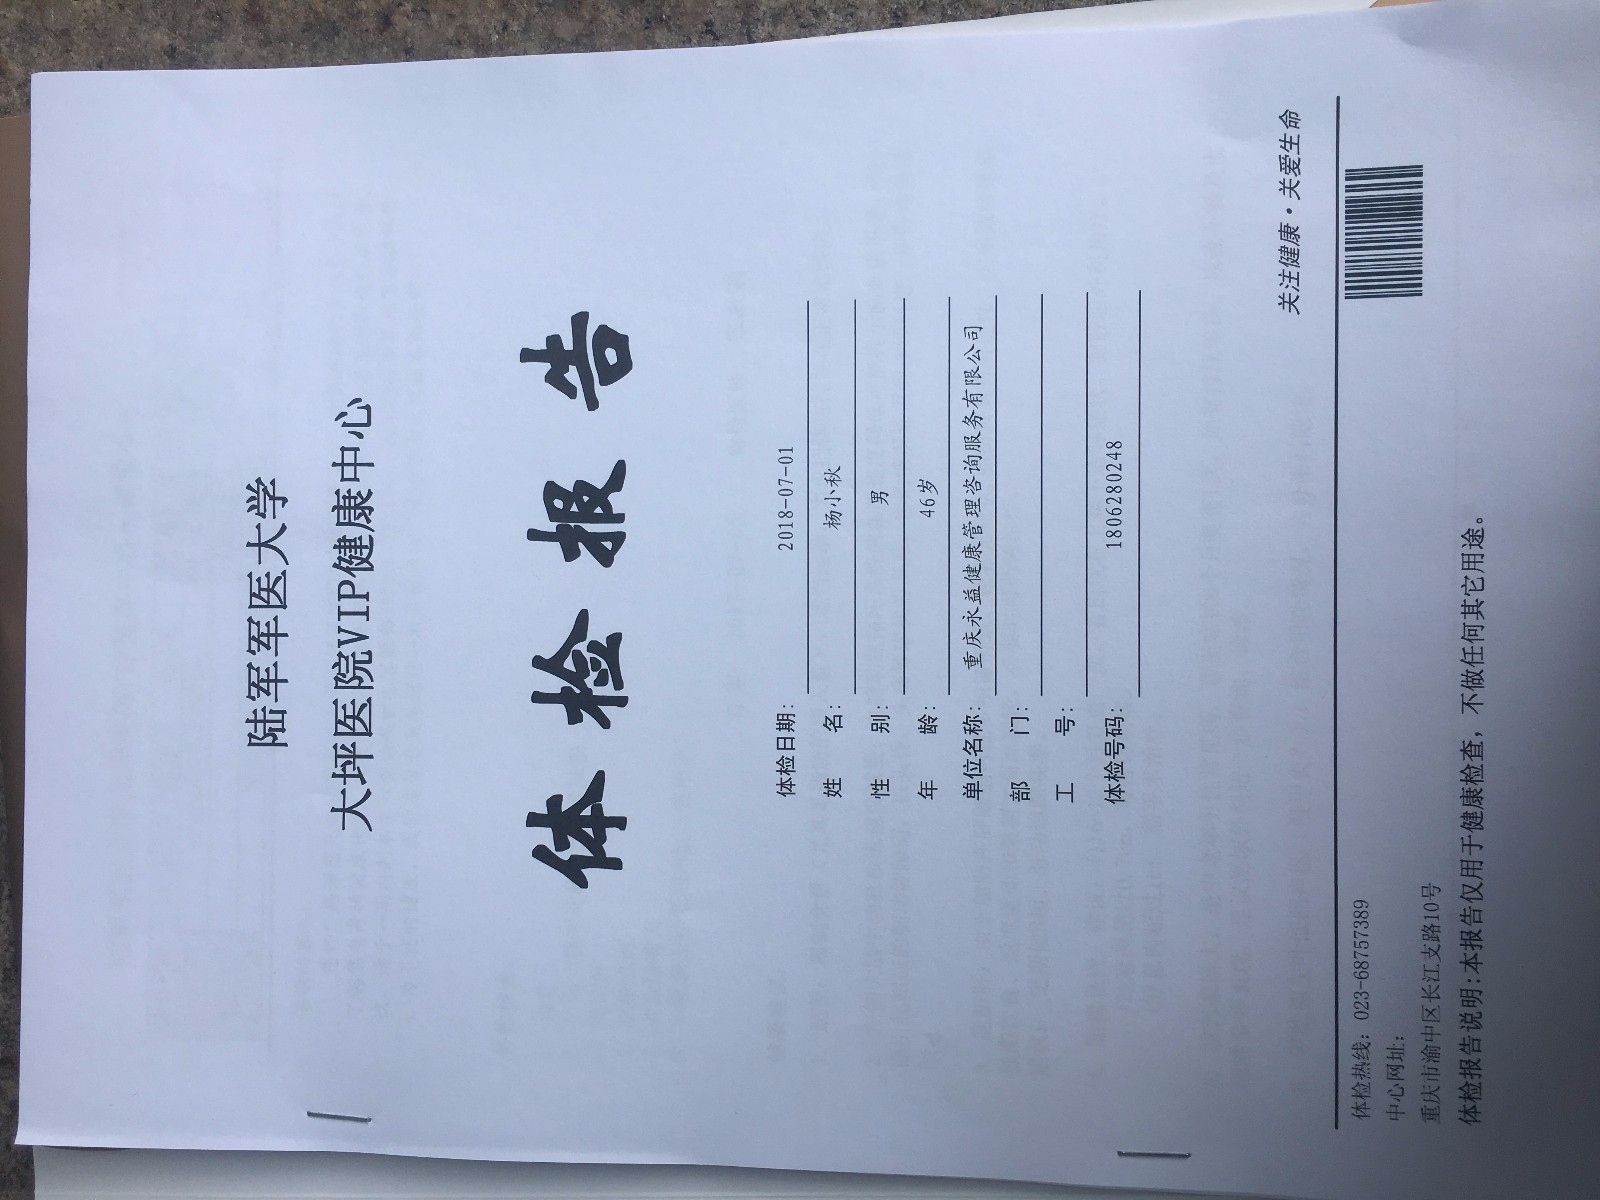 陆军军医大学
大坪医院VIP健康中心
体检报告
体检日期: 2018-07-01
姓 名: 杨小秋
性 别: 男
年 龄: 46岁
单位名称: 重庆永益健康管理咨询服务有限公司
部 门:
工 号:
体检号码: 1806280248
关注健康·关爱生命
体检热线: 023-68757389
中心网址:
重庆市渝中区长江支路10号
体检报告说明:本报告仅用于健康检查，不做任何其它用途。